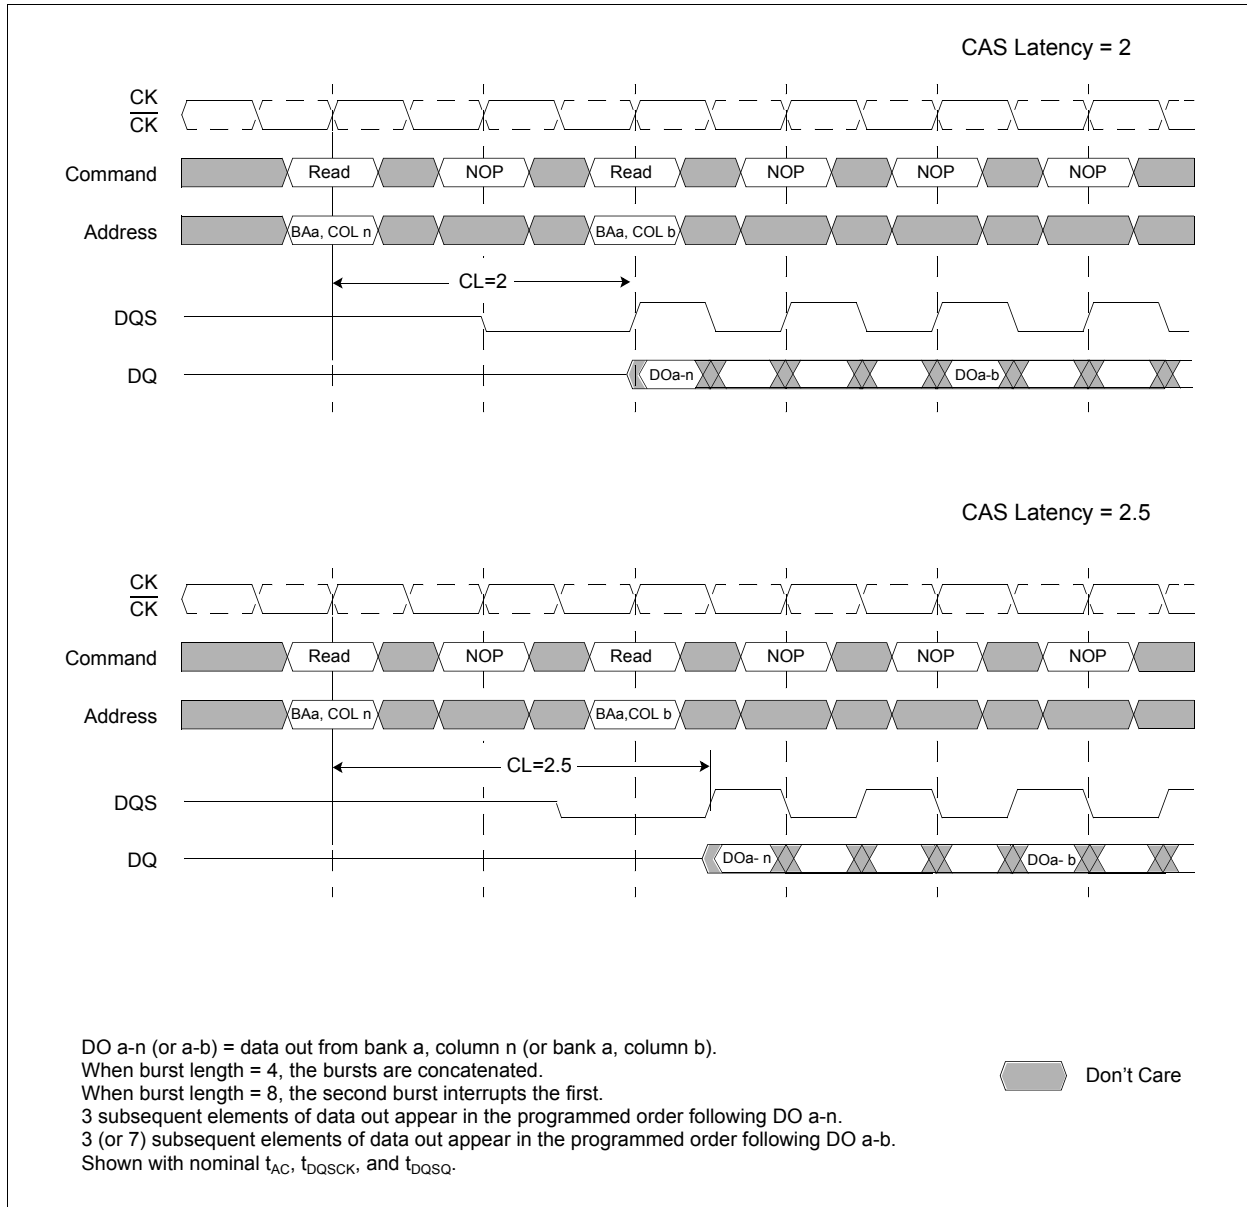 CAS Latency = 2
CK
CK
Command Read NOP Read NOP NOP NOP
Address BAa, COL n BAa, COL b
CL=2
DQS
DQ DOa-n DOa-b
CAS Latency = 2.5
CK
CK
Command Read NOP Read NOP NOP NOP
Address BAa, COL n BAa,COL b
CL=2.5
DQS
DQ DOa- n DOa- b
DO a-n (or a-b) = data out from bank a, column n (or bank a, column b).
When burst length = 4, the bursts are concatenated.
When burst length = 8, the second burst interrupts the first.
3 subsequent elements of data out appear in the programmed order following DO a-n.
3 (or 7) subsequent elements of data out appear in the programmed order following DO a-b.
Shown with nominal tAC, tDQSCK, and tDQSQ.
Don't Care